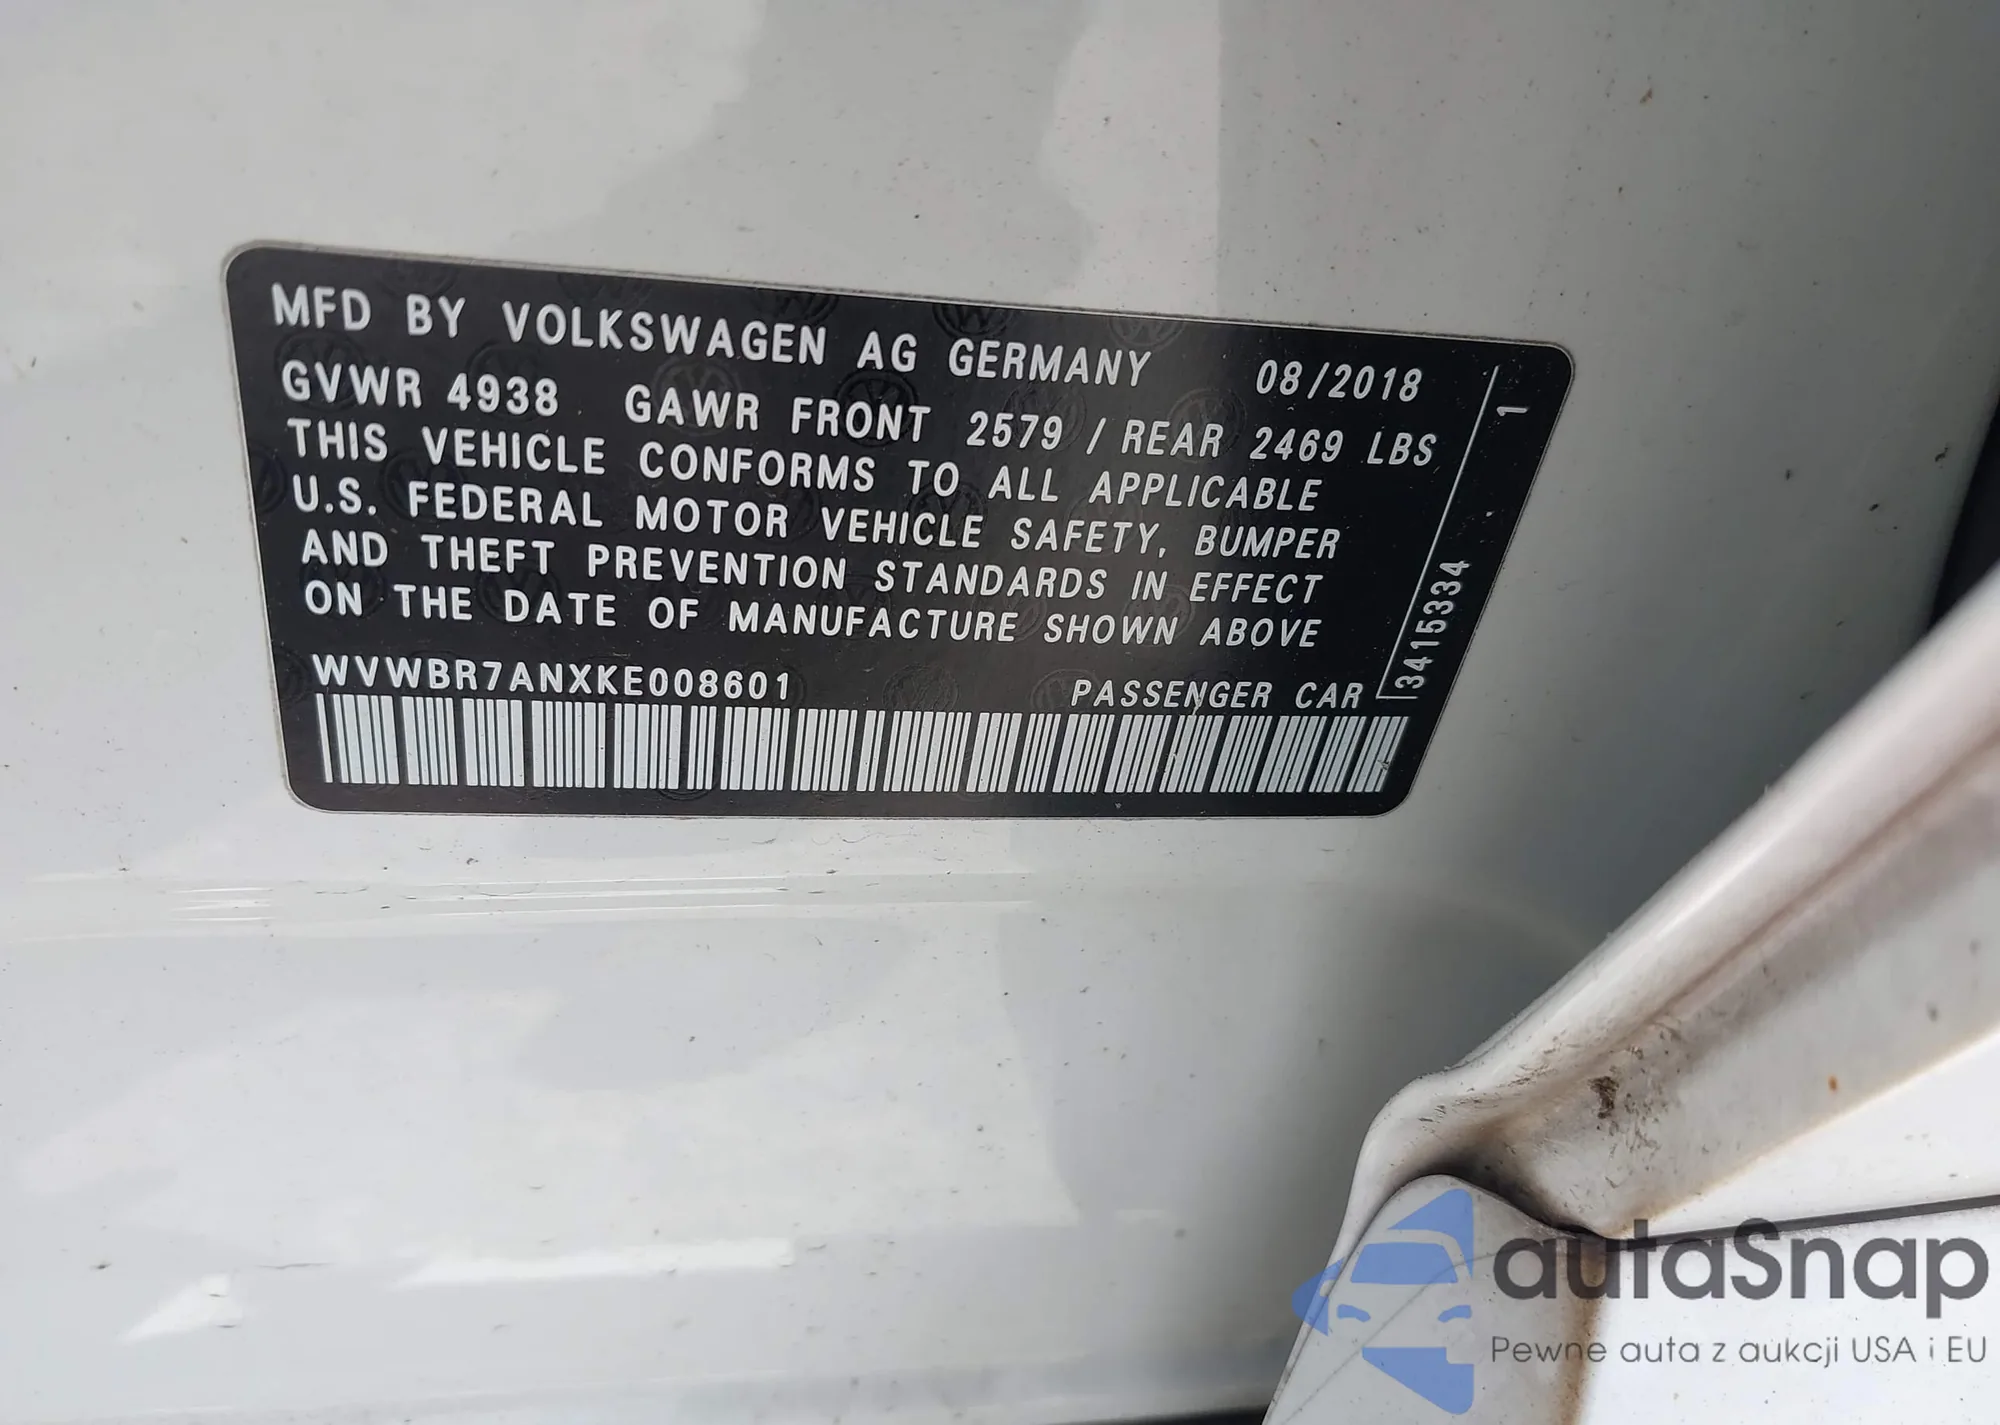 MFD BY VOLKSWAGEN AG GERMANY 08/2018
GVWR 4938 GAWR FRONT 2579 / REAR 2469 LBS
THIS VEHICLE CONFORMS TO ALL APPLICABLE
U.S. FEDERAL MOTOR VEHICLE SAFETY, BUMPER
AND THEFT PREVENTION STANDARDS IN EFFECT
ON THE DATE OF MANUFACTURE SHOWN ABOVE
WVWBR7ANXKE008601 PASSENGER CAR
3415334 1
autaSnap
Pewne auta z aukcji USA i EU